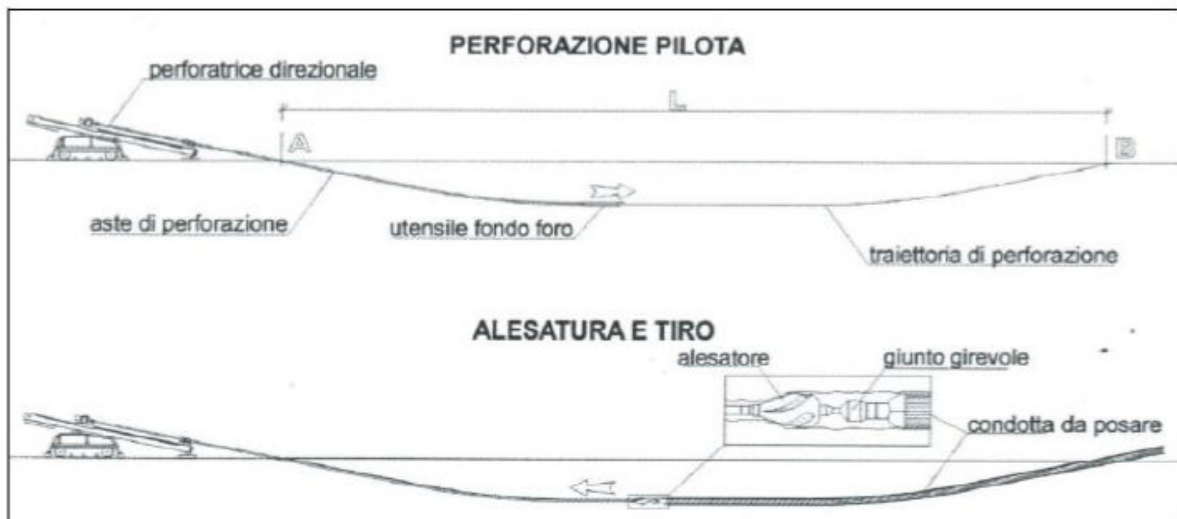 PERFORAZIONE PILOTA
perforatrice direzionale
L
A
B
aste di perforazione
utensile fondo foro
traiettoria di perforazione
ALESATURA E TIRO
alesatore
giunto girevole
condotta da posare